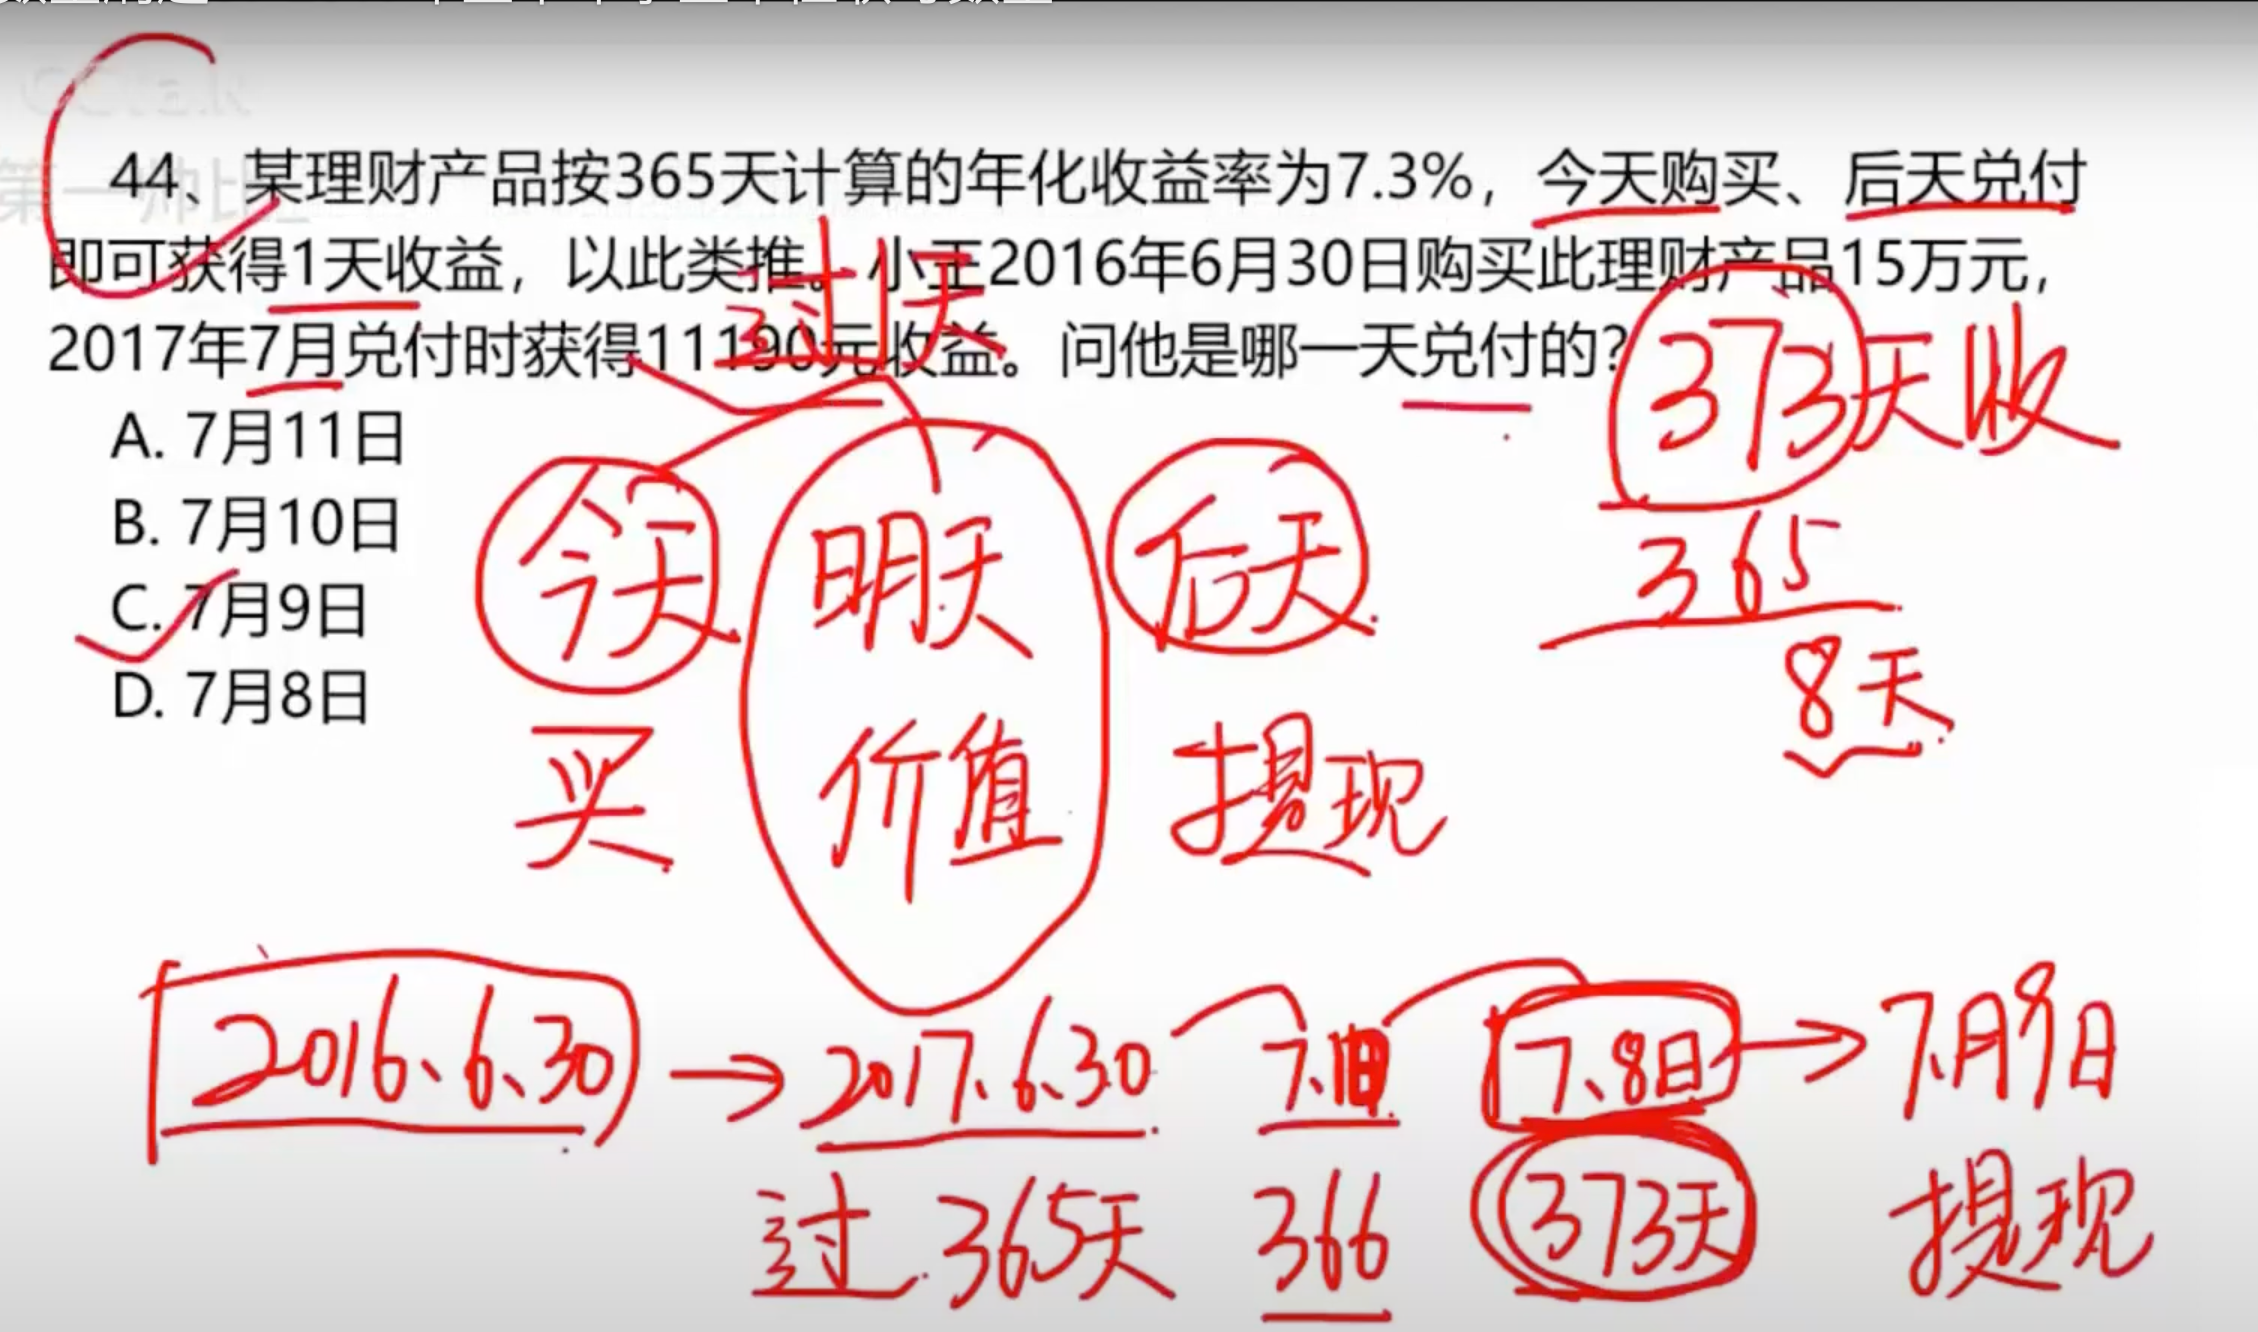 44、某理财产品按365天计算的年化收益率为7.3%，今天购买、后天兑付
即可获得1天收益，以此类推。小王2016年6月30日购买此理财产品15万元，
2017年7月兑付时获得11190元收益。问他是哪一天兑付的？
A. 7月11日
B. 7月10日
C. 7月9日
D. 7月8日
过1天
373天收
365
8天
今天 明天 后天
买 价值 提现
2016、6、30 → 2017、6、30 7、1日 7、8日 → 7月9日
过365天 366 373天 提现